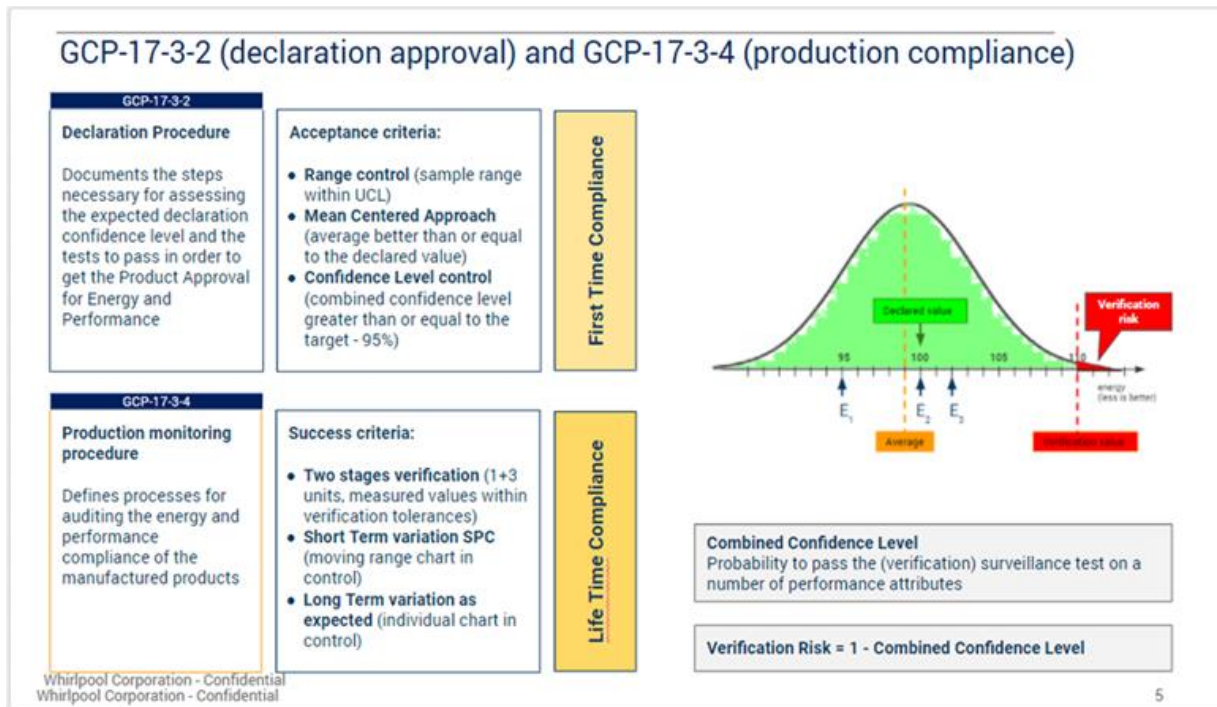 GCP-17-3-2 (declaration approval) and GCP-17-3-4 (production compliance)
GCP-17-3-2
Declaration Procedure
Documents the steps
necessary for assessing
the expected declaration
confidence level and the
tests to pass in order to
get the Product Approval
for Energy and
Performance
Acceptance criteria:
● Range control (sample range
within UCL)
● Mean Centered Approach
(average better than or equal
to the declared value)
● Confidence Level control
(combined confidence level
greater than or equal to the
target - 95%)
First Time Compliance
GCP-17-3-4
Production monitoring
procedure
Defines processes for
auditing the energy and
performance
compliance of the
manufactured products
Success criteria:
● Two stages verification (1+3
units, measured values within
verification tolerances)
● Short Term variation SPC
(moving range chart in
control)
● Long Term variation as
expected (individual chart in
control)
Life Time Compliance
Verification
risk
Declared value
95 100 105 110
energy
(less is better)
E1 E2 E3
Average
Verification value
Combined Confidence Level
Probability to pass the (verification) surveillance test on a
number of performance attributes
Verification Risk = 1 - Combined Confidence Level
Whirlpool Corporation - Confidential
Whirlpool Corporation - Confidential
5